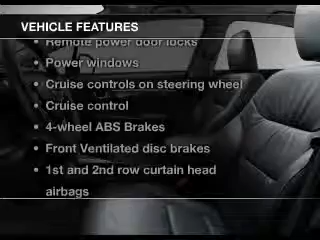 VEHICLE FEATURES
• Remote power door locks
• Power windows
• Cruise controls on steering wheel
• Cruise control
• 4-wheel ABS Brakes
• Front Ventilated disc brakes
• 1st and 2nd row curtain head
airbags